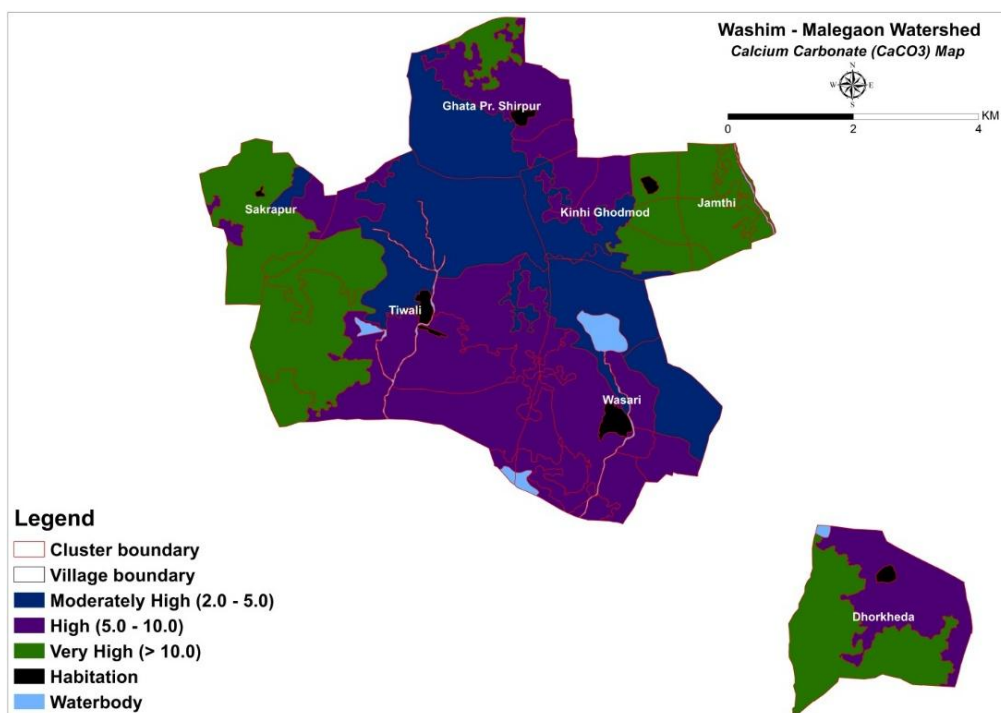 Washim - Malegaon Watershed
Calcium Carbonate (CaCO3) Map
N
W E
S
KM
0 2 4
Ghata Pr. Shirpur
Sakrapur
Kinhi Ghodmod
Jamthi
Tiwali
Wasari
Dhorkheda
Legend
Cluster boundary
Village boundary
Moderately High (2.0 - 5.0)
High (5.0 - 10.0)
Very High (> 10.0)
Habitation
Waterbody